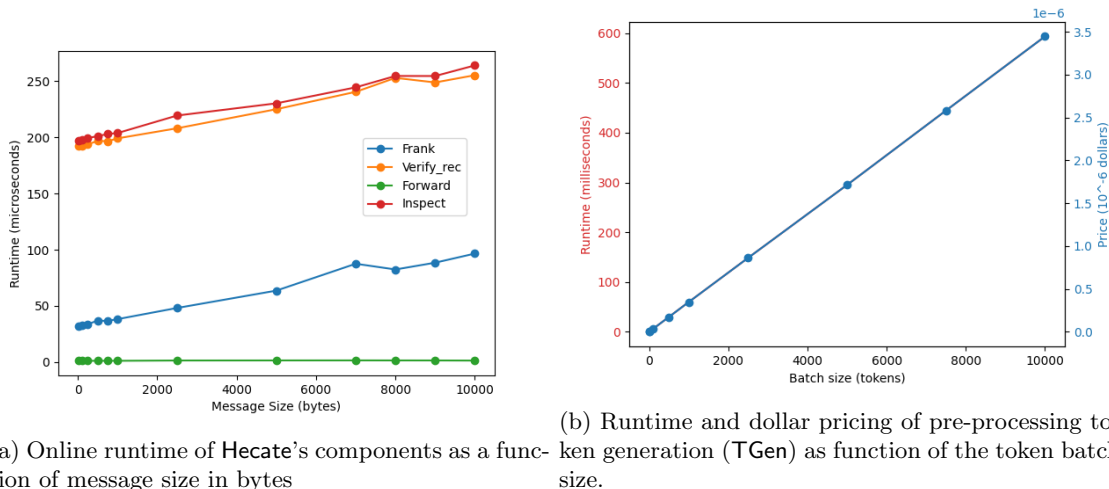 250
200
150
100
50
0
Runtime (microseconds)
Frank
Verify_rec
Forward
Inspect
0
2000
4000
6000
8000
10000
Message Size (bytes)
a) Online runtime of Hecate's components as a func-
ion of message size in bytes
1e-6
600
500
400
300
200
100
0
Runtime (milliseconds)
3.5
3.0
2.5
2.0
1.5
1.0
0.5
0.0
Price (10^-6 dollars)
0
2000
4000
6000
8000
10000
Batch size (tokens)
(b) Runtime and dollar pricing of pre-processing to-
ken generation (TGen) as function of the token batch
size.